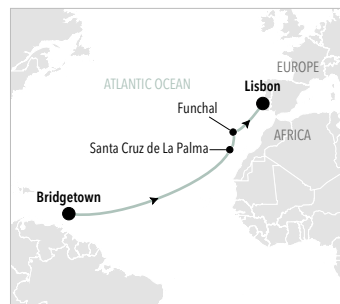 EUROPE
ATLANTIC OCEAN
Lisbon
Funchal
AFRICA
Santa Cruz de La Palma
Bridgetown